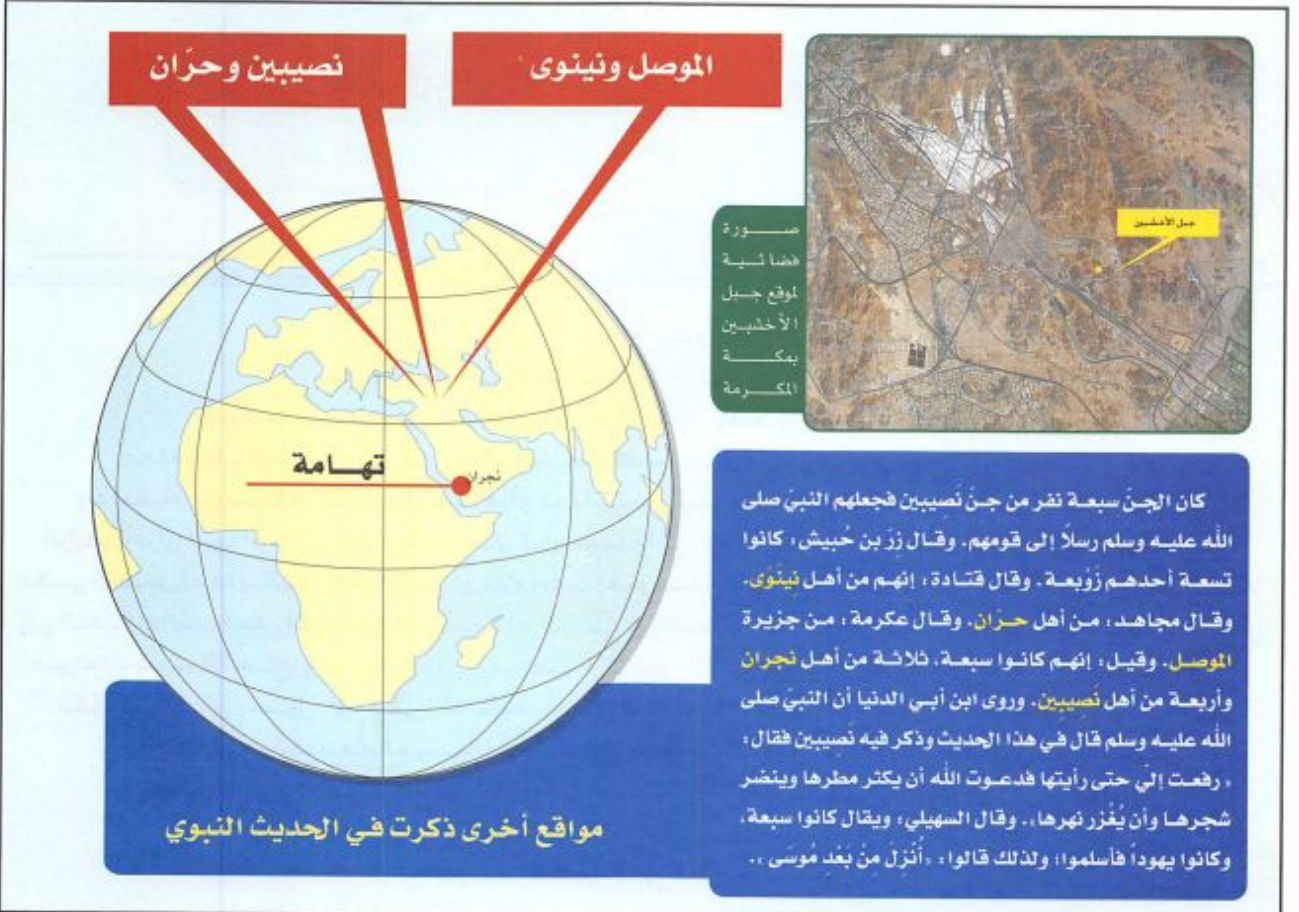 الموصل ونينوى
نصيبين وحرّان
جبل الأخشبين
صورة
فضائية
لموقع جبل
الأخشبين
بمكة
المكرمة
تهامة
نجران
كان الجنّ سبعة نفر من جنّ نَصيبين فجعلهم النبيّ صلى
الله عليه وسلم رسلاً إلى قومهم. وقال زرّ بن حُبيش: كانوا
تسعة أحدهم زَوْبعة. وقال قتادة: إنهم من أهل نِينَوَى.
وقال مجاهد: من أهل حرّان. وقال عكرمة: من جزيرة
الموصل. وقيل: إنهم كانوا سبعة، ثلاثة من أهل نجران
وأربعة من أهل نَصِيبين. وروى ابن أبي الدنيا أن النبيّ صلى
الله عليه وسلم قال في هذا الحديث وذكر فيه نَصِيبين فقال:
«رفعت إليّ حتى رأيتها فدعوت الله أن يكثر مطرها وينضر
شجرها وأن يُغْزر نهرها». وقال السهيلي: ويقال كانوا سبعة،
وكانوا يهوداً فأسلموا؛ ولذلك قالوا: «أُنْزِلَ مِنْ بَعْدِ مُوسَى».
مواقع أخرى ذكرت في الحديث النبوي